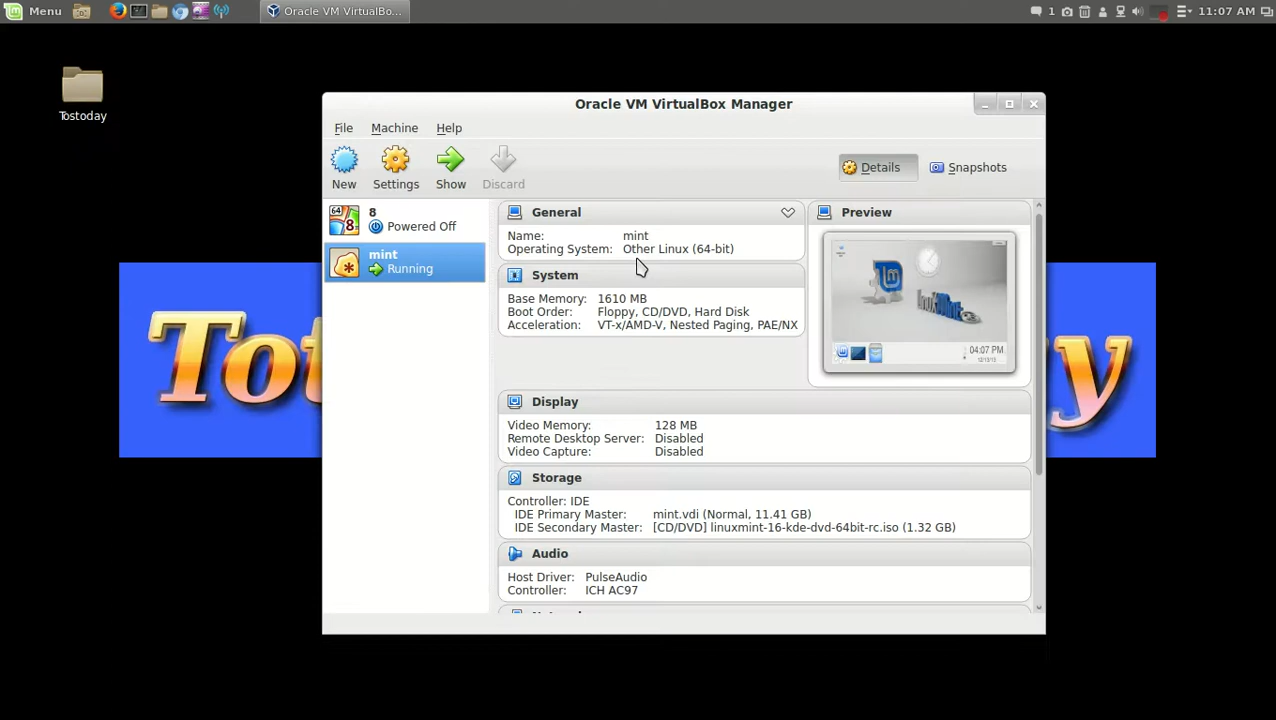 Menu
Oracle VM VirtualBo...
1
11:07 AM
Tostoday
Oracle VM VirtualBox Manager
File Machine Help
New Settings Show Discard
Details Snapshots
64
8
8
Powered Off
mint
Running
General
Name: mint
Operating System: Other Linux (64-bit)
System
Base Memory: 1610 MB
Boot Order: Floppy, CD/DVD, Hard Disk
Acceleration: VT-x/AMD-V, Nested Paging, PAE/NX
Preview
linuxMint
04:07 PM
Display
Video Memory: 128 MB
Remote Desktop Server: Disabled
Video Capture: Disabled
Storage
Controller: IDE
IDE Primary Master: mint.vdi (Normal, 11.41 GB)
IDE Secondary Master: [CD/DVD] linuxmint-16-kde-dvd-64bit-rc.iso (1.32 GB)
Audio
Host Driver: PulseAudio
Controller: ICH AC97
To
y